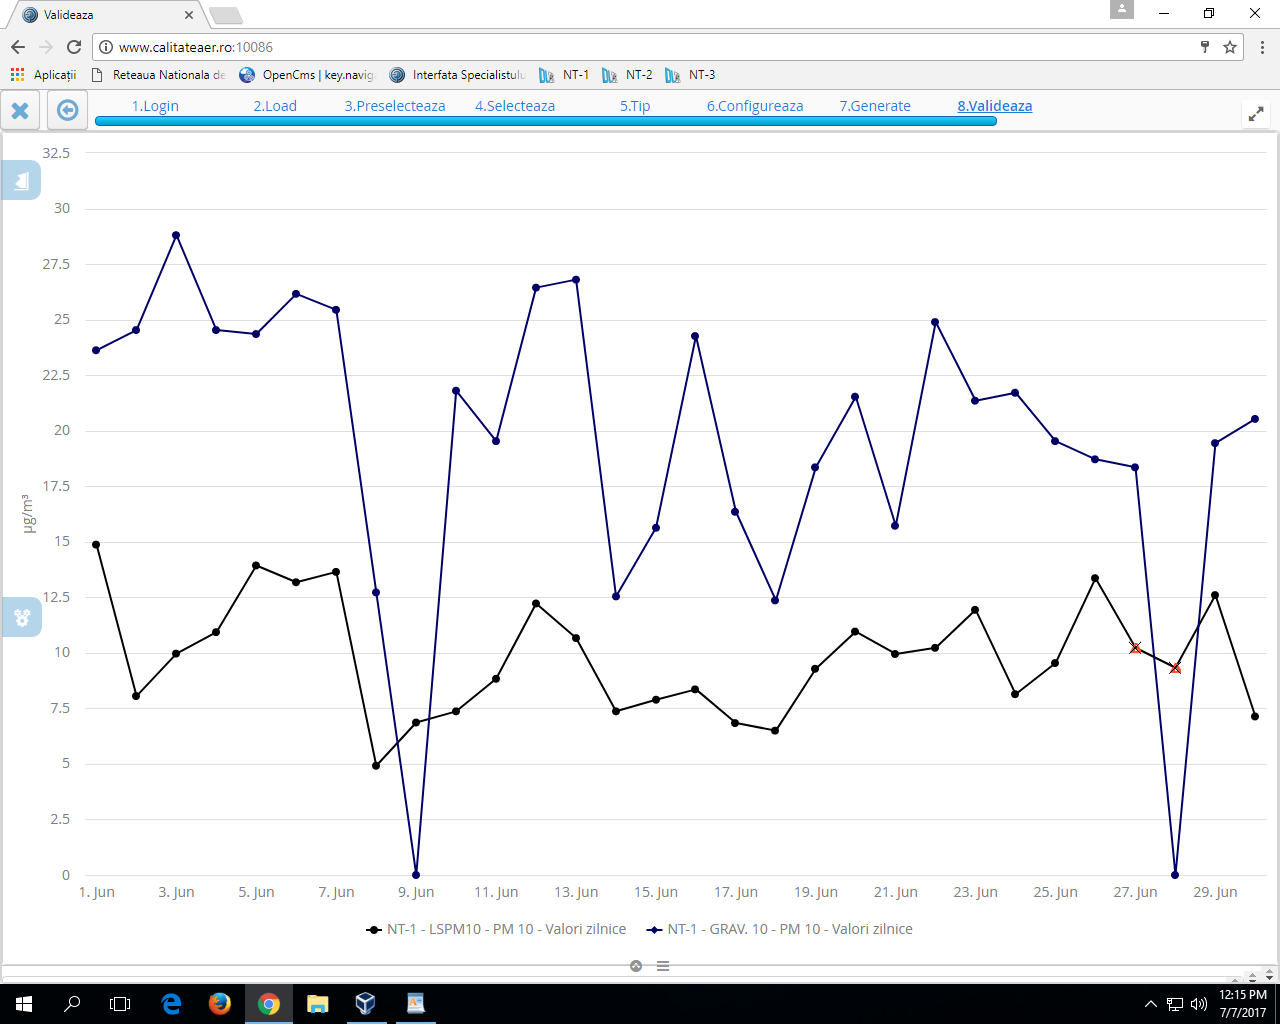 Valideaza
www.calitateaer.ro:10086
Aplicații Reteaua Nationala de OpenCms | key.navig Interfata Specialistulu NT-1 NT-2 NT-3
1.Login 2.Load 3.Preselecteaza 4.Selecteaza 5.Tip 6.Configureaza 7.Generate 8.Valideaza
32.5
30
27.5
25
22.5
20
17.5
15
12.5
10
7.5
5
2.5
0
µg/m³
1. Jun 3. Jun 5. Jun 7. Jun 9. Jun 11. Jun 13. Jun 15. Jun 17. Jun 19. Jun 21. Jun 23. Jun 25. Jun 27. Jun 29. Jun
NT-1 - LSPM10 - PM 10 - Valori zilnice NT-1 - GRAV. 10 - PM 10 - Valori zilnice
12:15 PM
7/7/2017